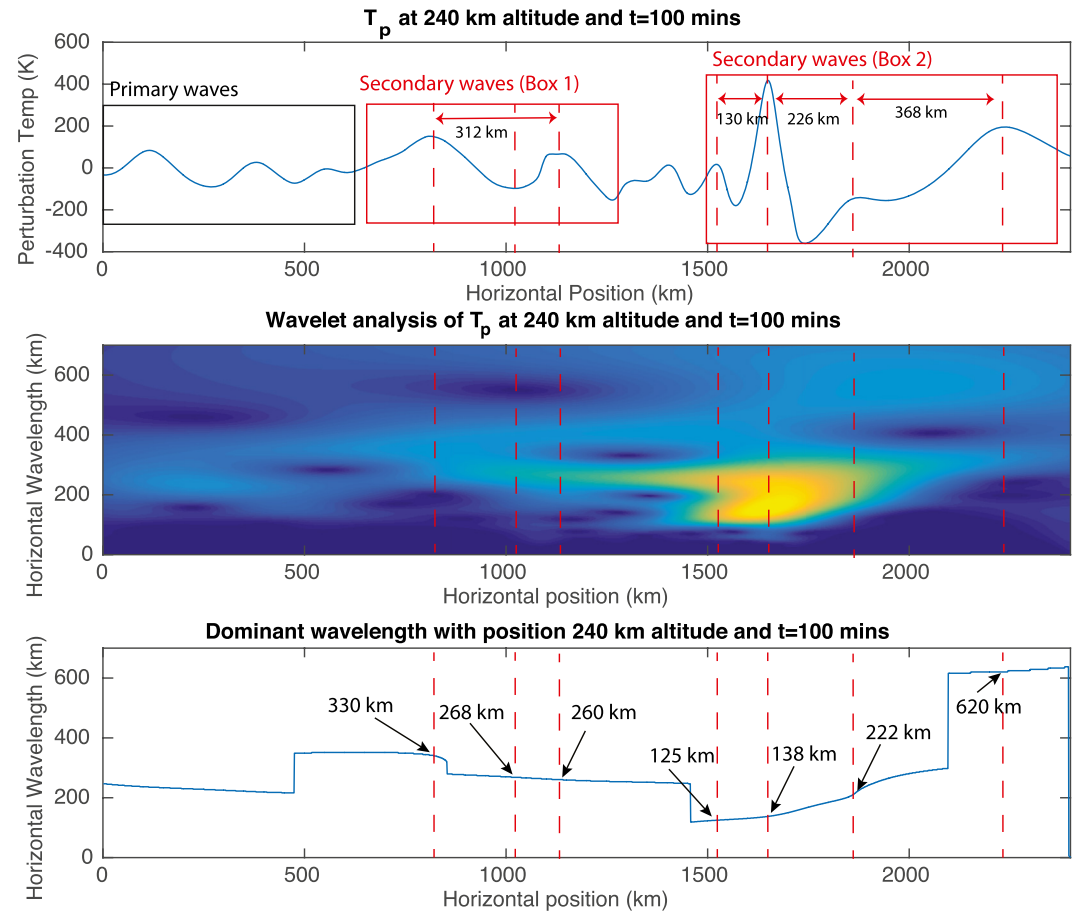 Tp at 240 km altitude and t=100 mins
Perturbation Temp (K)
600
400
200
0
-200
-400
Primary waves
Secondary waves (Box 1)
312 km
Secondary waves (Box 2)
130 km
226 km
368 km
0
500
1000
1500
2000
Horizontal Position (km)
Wavelet analysis of Tp at 240 km altitude and t=100 mins
Horizontal Wavelength (km)
600
400
200
0
0
500
1000
1500
2000
Horizontal position (km)
Dominant wavelength with position 240 km altitude and t=100 mins
Horizontal Wavelength (km)
600
400
200
0
330 km
268 km
260 km
125 km
138 km
222 km
620 km
0
500
1000
1500
2000
Horizontal position (km)